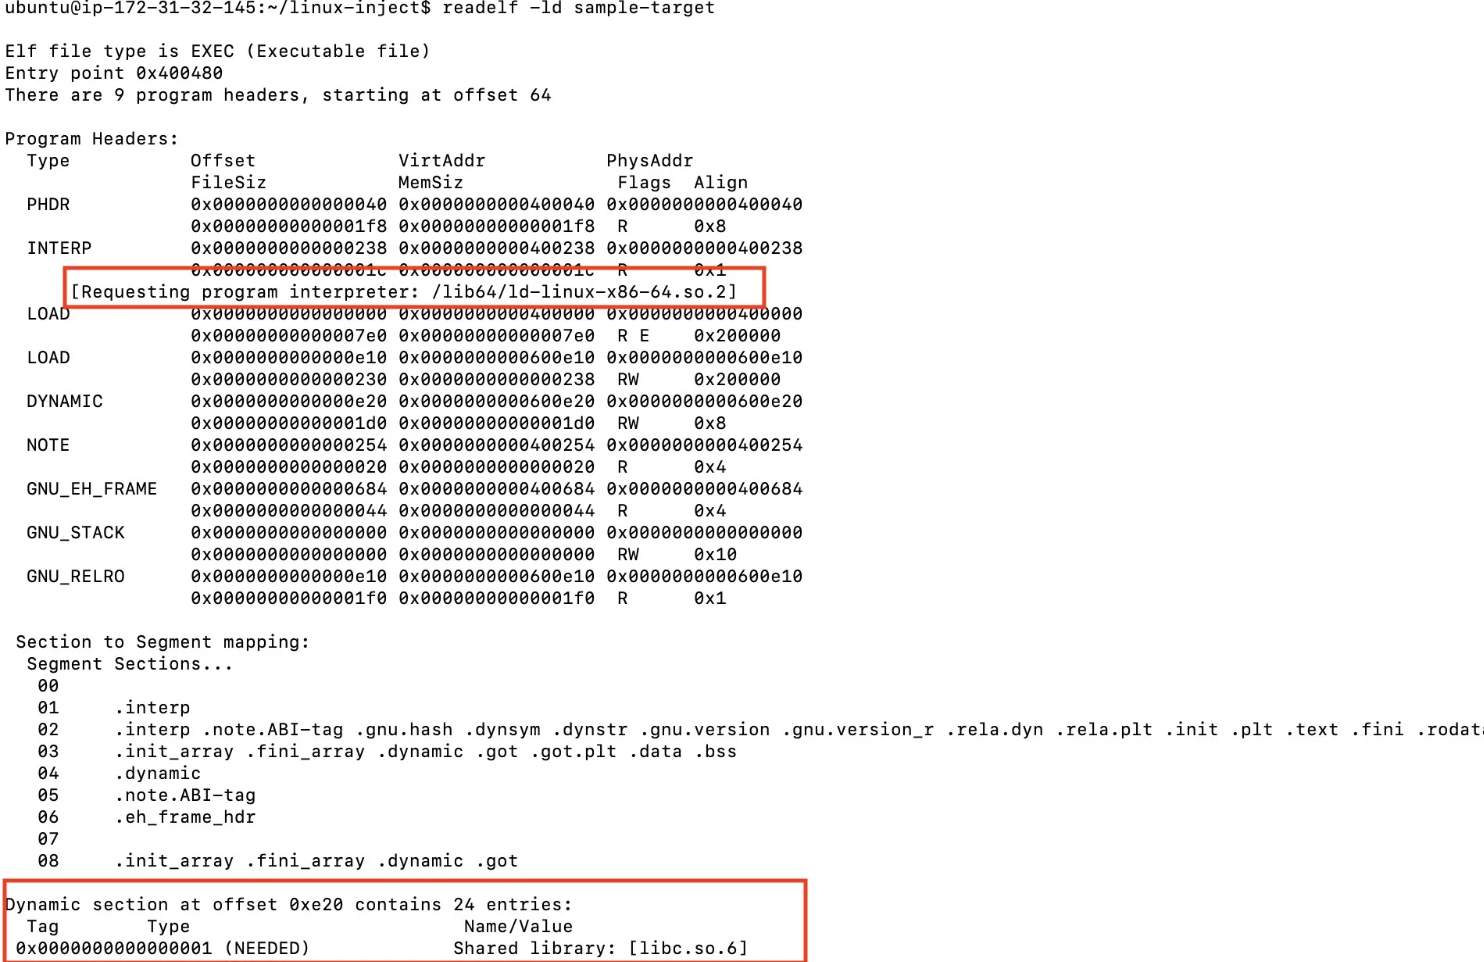 ubuntu@ip-172-31-32-145:~/linux-inject$ readelf -ld sample-target
Elf file type is EXEC (Executable file)
Entry point 0x400480
There are 9 program headers, starting at offset 64
Program Headers:
Type Offset VirtAddr PhysAddr
FileSiz MemSiz Flags Align
PHDR 0x0000000000000040 0x0000000000400040 0x0000000000400040
0x00000000000001f8 0x00000000000001f8 R 0x8
INTERP 0x0000000000000238 0x0000000000400238 0x0000000000400238
0x000000000000001c 0x000000000000001c R 0x1
[Requesting program interpreter: /lib64/ld-linux-x86-64.so.2]
LOAD 0x0000000000000000 0x0000000000400000 0x0000000000400000
0x00000000000007e0 0x00000000000007e0 R E 0x200000
LOAD 0x0000000000000e10 0x0000000000600e10 0x0000000000600e10
0x0000000000000230 0x0000000000000238 RW 0x200000
DYNAMIC 0x0000000000000e20 0x0000000000600e20 0x0000000000600e20
0x00000000000001d0 0x00000000000001d0 RW 0x8
NOTE 0x0000000000000254 0x0000000000400254 0x0000000000400254
0x0000000000000020 0x0000000000000020 R 0x4
GNU_EH_FRAME 0x0000000000000684 0x0000000000400684 0x0000000000400684
0x0000000000000044 0x0000000000000044 R 0x4
GNU_STACK 0x0000000000000000 0x0000000000000000 0x0000000000000000
0x0000000000000000 0x0000000000000000 RW 0x10
GNU_RELRO 0x0000000000000e10 0x0000000000600e10 0x0000000000600e10
0x00000000000001f0 0x00000000000001f0 R 0x1
Section to Segment mapping:
Segment Sections...
00
01 .interp
02 .interp .note.ABI-tag .gnu.hash .dynsym .dynstr .gnu.version .gnu.version_r .rela.dyn .rela.plt .init .plt .text .fini .rodata
03 .init_array .fini_array .dynamic .got .got.plt .data .bss
04 .dynamic
05 .note.ABI-tag
06 .eh_frame_hdr
07
08 .init_array .fini_array .dynamic .got
Dynamic section at offset 0xe20 contains 24 entries:
Tag Type Name/Value
0x0000000000000001 (NEEDED) Shared library: [libc.so.6]